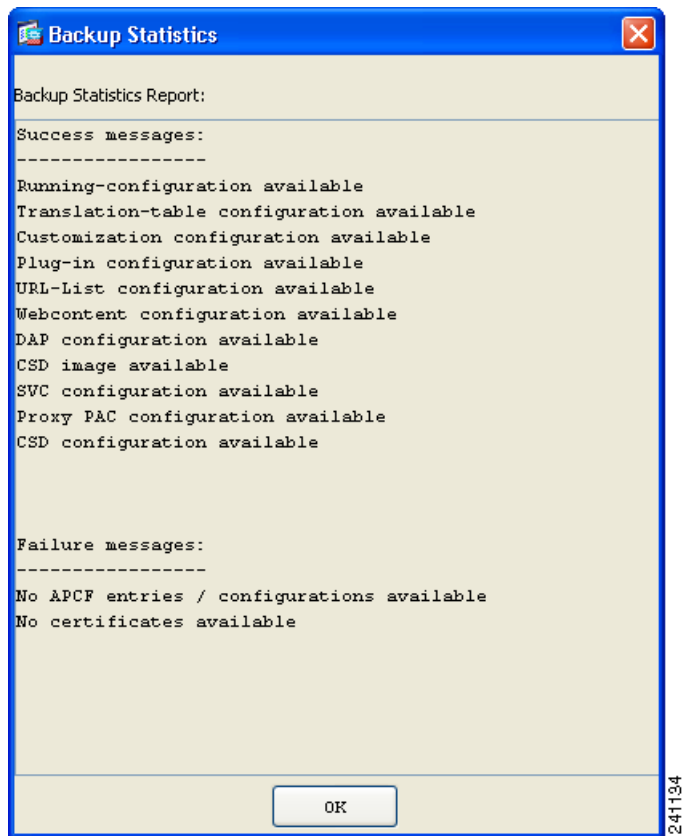 Backup Statistics
Backup Statistics Report:
Success messages:
-----------------
Running-configuration available
Translation-table configuration available
Customization configuration available
Plug-in configuration available
URL-List configuration available
Webcontent configuration available
DAP configuration available
CSD image available
SVC configuration available
Proxy PAC configuration available
CSD configuration available
Failure messages:
-----------------
No APCF entries / configurations available
No certificates available
OK
241134